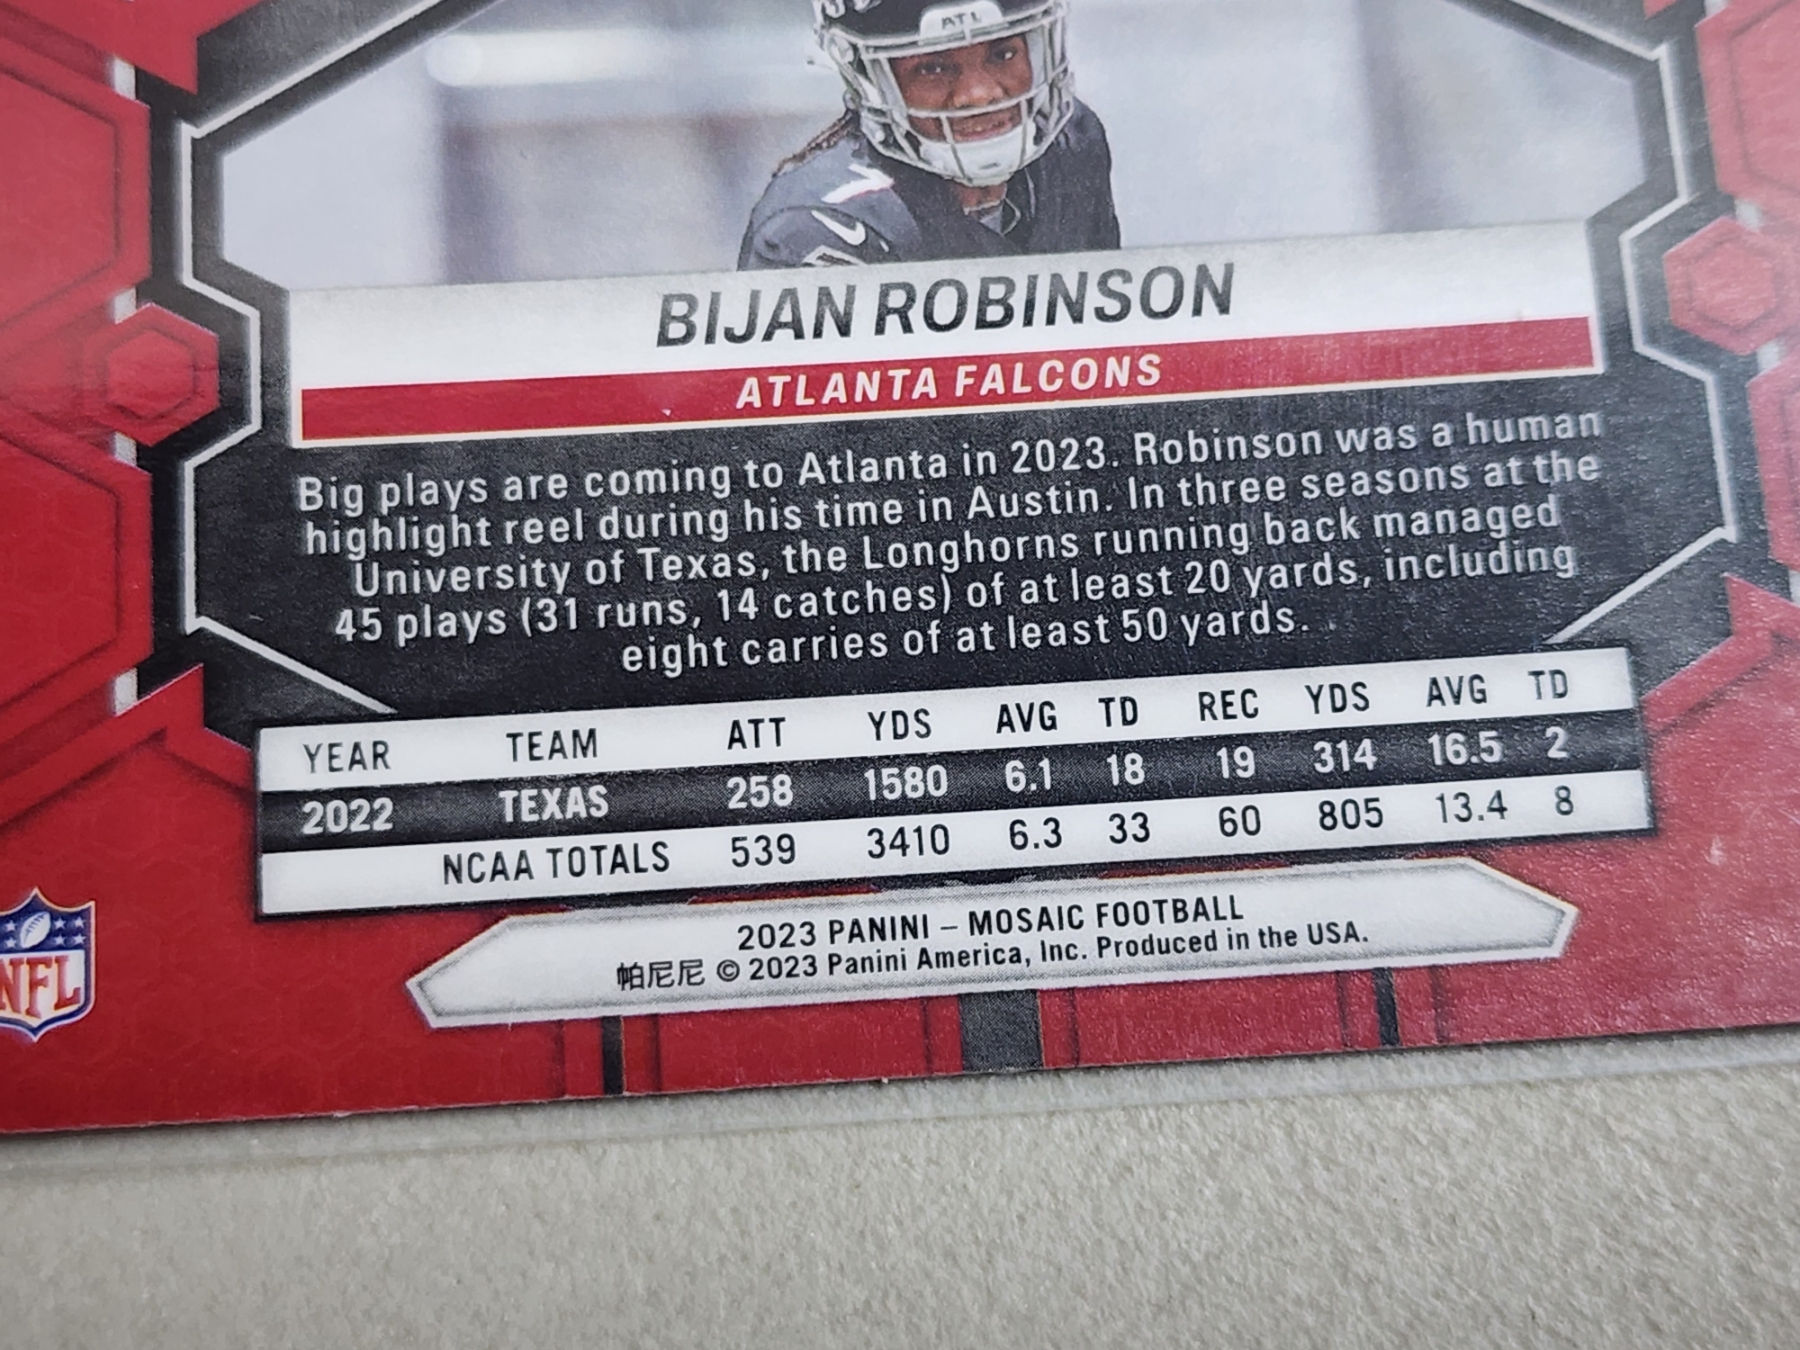 ATL
7
BIJAN ROBINSON
ATLANTA FALCONS
Big plays are coming to Atlanta in 2023. Robinson was a human
highlight reel during his time in Austin. In three seasons at the
University of Texas, the Longhorns running back managed
45 plays (31 runs, 14 catches) of at least 20 yards, including
eight carries of at least 50 yards.
YEAR TEAM ATT YDS AVG TD REC YDS AVG TD
2022 TEXAS 258 1580 6.1 18 19 314 16.5 2
NCAA TOTALS 539 3410 6.3 33 60 805 13.4 8
NFL
2023 PANINI – MOSAIC FOOTBALL
帕尼尼 © 2023 Panini America, Inc. Produced in the USA.